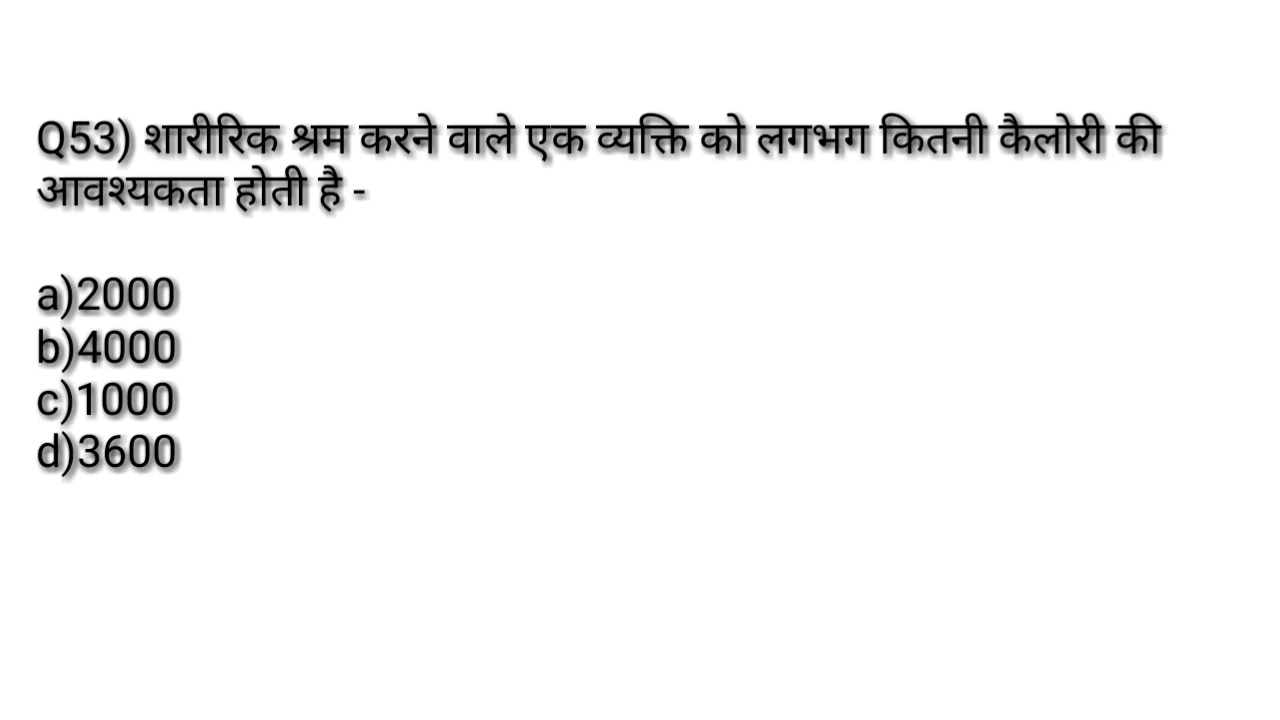 Q53) शारीरिक श्रम करने वाले एक व्यक्ति को लगभग कितनी कैलोरी की
आवश्यकता होती है -
a)2000
b)4000
c)1000
d)3600